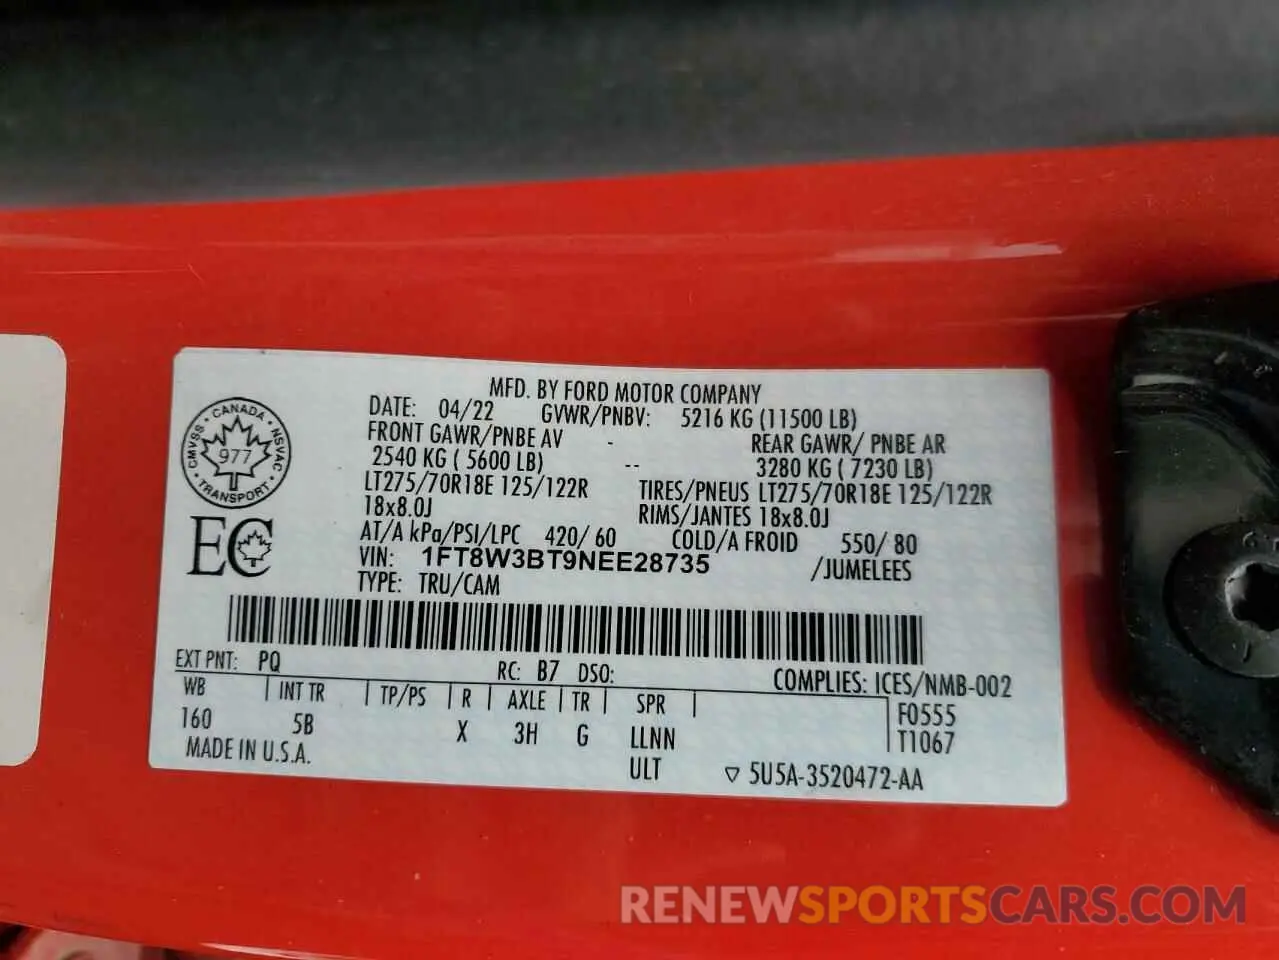 MFD. BY FORD MOTOR COMPANY
DATE: 04/22 GVWR/PNBV: 5216 KG (11500 LB)
FRONT GAWR/PNBE AV - REAR GAWR/ PNBE AR
2540 KG ( 5600 LB) -- 3280 KG ( 7230 LB)
LT275/70R18E 125/122R TIRES/PNEUS LT275/70R18E 125/122R
18x8.0J RIMS/JANTES 18x8.0J
AT/A kPa/PSI/LPC 420/ 60 COLD/A FROID 550/ 80
VIN: 1FT8W3BT9NEE28735 /JUMELEES
TYPE: TRU/CAM
CANADA
CMVSS • NSVAC
977
TRANSPORT
EC
EXT PNT: PQ RC: B7 DSO: COMPLIES: ICES/NMB-002
WB | INT TR | TP/PS | R | AXLE | TR | SPR | F0555
160 5B X 3H G LLNN T1067
MADE IN U.S.A. ULT ▽ 5U5A-3520472-AA
RENEWSPORTSCARS.COM